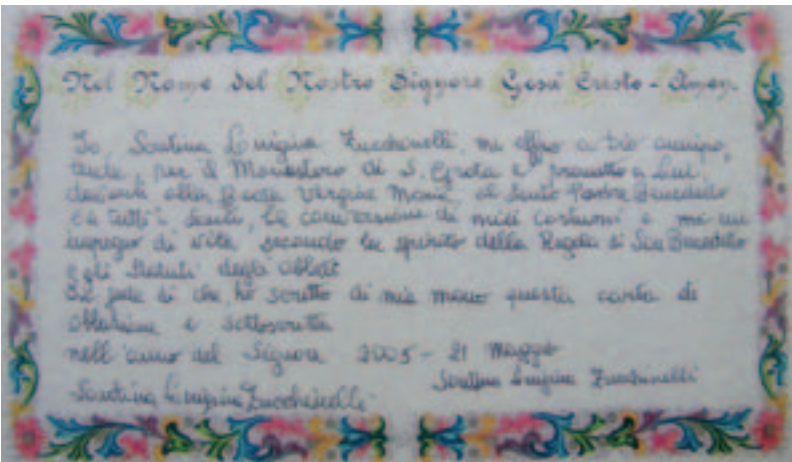 Nel Nome del Nostro Signore Gesù Cristo - Amen.
Io Santina Luigina Zucchinelli, mi offro a Dio onnipo,
tente per il Monastero di S. Grata e prometto a Lui
davanti alla Beata Vergine Maria, al Santo Padre Benedetto
e a tutti i Santi, la conversione di miei costumi e mi
impegno di vita secondo lo spirito della Regola di San Benedetto
e gli Statuti degli oblati
In fede di che ho scritto di mia mano questa carta di
oblazione e sottoscritta
nell'anno del Signore 2005 - 21 Maggio
Santina Luigina Zucchinelli
Santina Luigina Zucchinelli